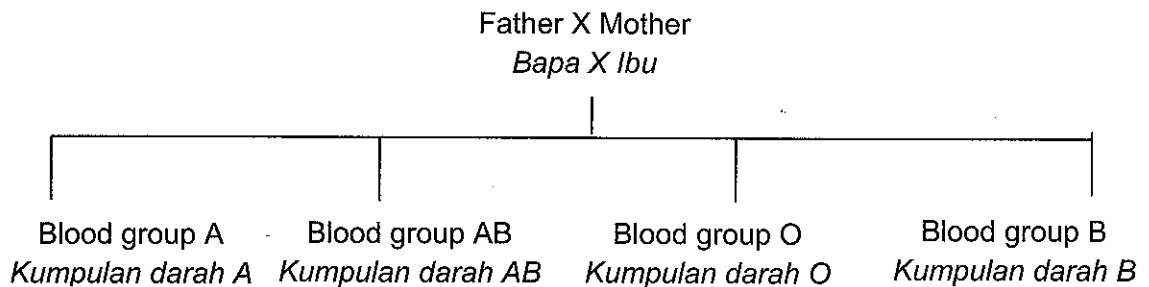 Father X Mother
Bapa X Ibu
Blood group A
Kumpulan darah A
Blood group AB
Kumpulan darah AB
Blood group O
Kumpulan darah O
Blood group B
Kumpulan darah B